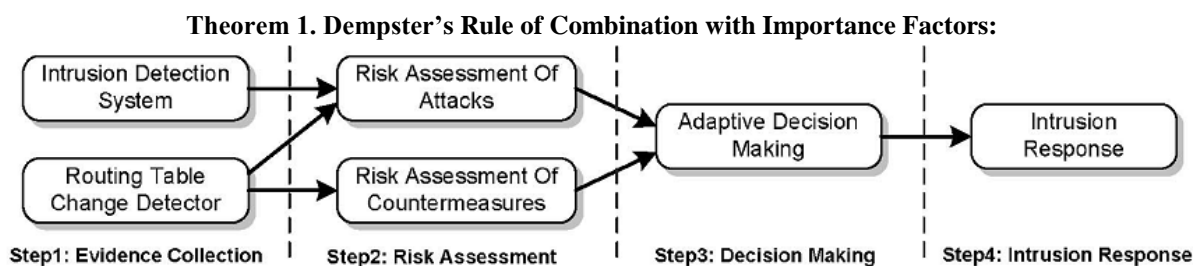 Theorem 1. Dempster's Rule of Combination with Importance Factors:
Intrusion Detection
System
Risk Assessment Of
Attacks
Adaptive Decision
Making
Intrusion
Response
Routing Table
Change Detector
Risk Assessment Of
Countermeasures
Step1: Evidence Collection
Step2: Risk Assessment
Step3: Decision Making
Step4: Intrusion Response